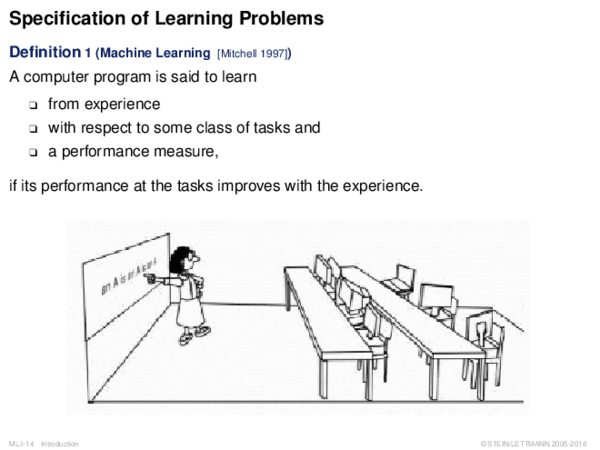 Specification of Learning Problems
Definition 1 (Machine Learning [Mitchell 1997])
A computer program is said to learn
❑ from experience
❑ with respect to some class of tasks and
❑ a performance measure,
if its performance at the tasks improves with the experience.
an A is an A is an A
ML:I-14 Introduction
© STEIN/LETTMANN 2005-2018